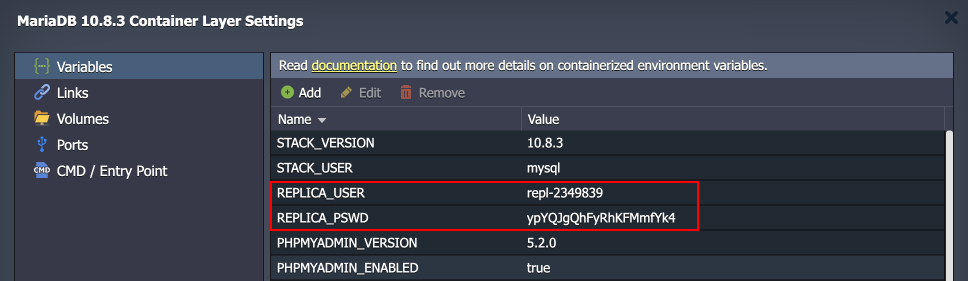 MariaDB 10.8.3 Container Layer Settings
Variables
Links
Volumes
Ports
CMD CMD / Entry Point
Read documentation to find out more details on containerized environment variables.
Add Edit Remove
Name Value
STACK_VERSION 10.8.3
STACK_USER mysql
REPLICA_USER repl-2349839
REPLICA_PSWD ypYQJgQhFyRhKFMmfYk4
PHPMYADMIN_VERSION 5.2.0
PHPMYADMIN_ENABLED true